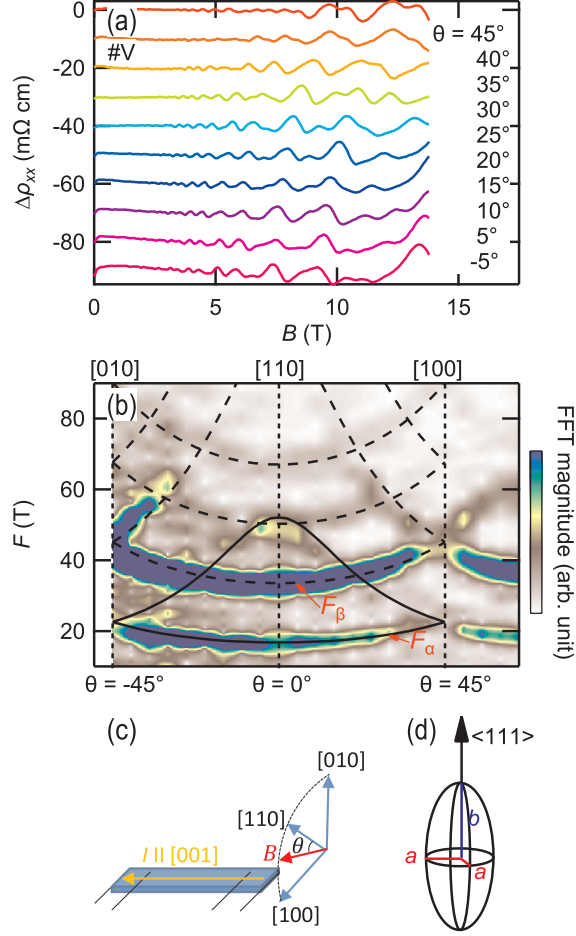 (a)
#V
0
-20
-40
-60
-80
Δρxx (mΩ cm)
θ = 45°
40°
35°
30°
25°
20°
15°
10°
5°
-5°
0 5 10 15
B (T)
[010] [110] [100]
(b)
80
60
40
20
F (T)
Fβ
Fα
θ = -45° θ = 0° θ = 45°
FFT magnitude (arb. unit)
(c)
[010]
[110]
B θ
I II [001]
[100]
(d)
<111>
b
a
a